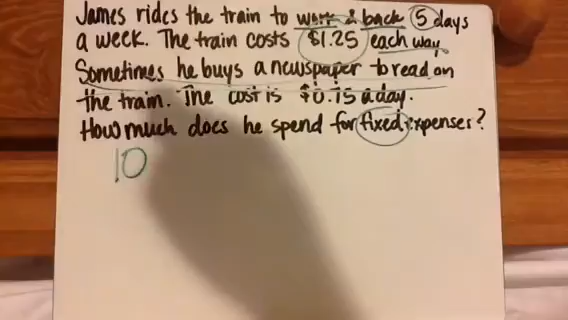 James rides the train to work & back 5 days
a week. The train costs $1.25 each way.
Sometimes he buys a newspaper to read on
the train. The cost is $0.75 a day.
How much does he spend for fixed expenses?
10